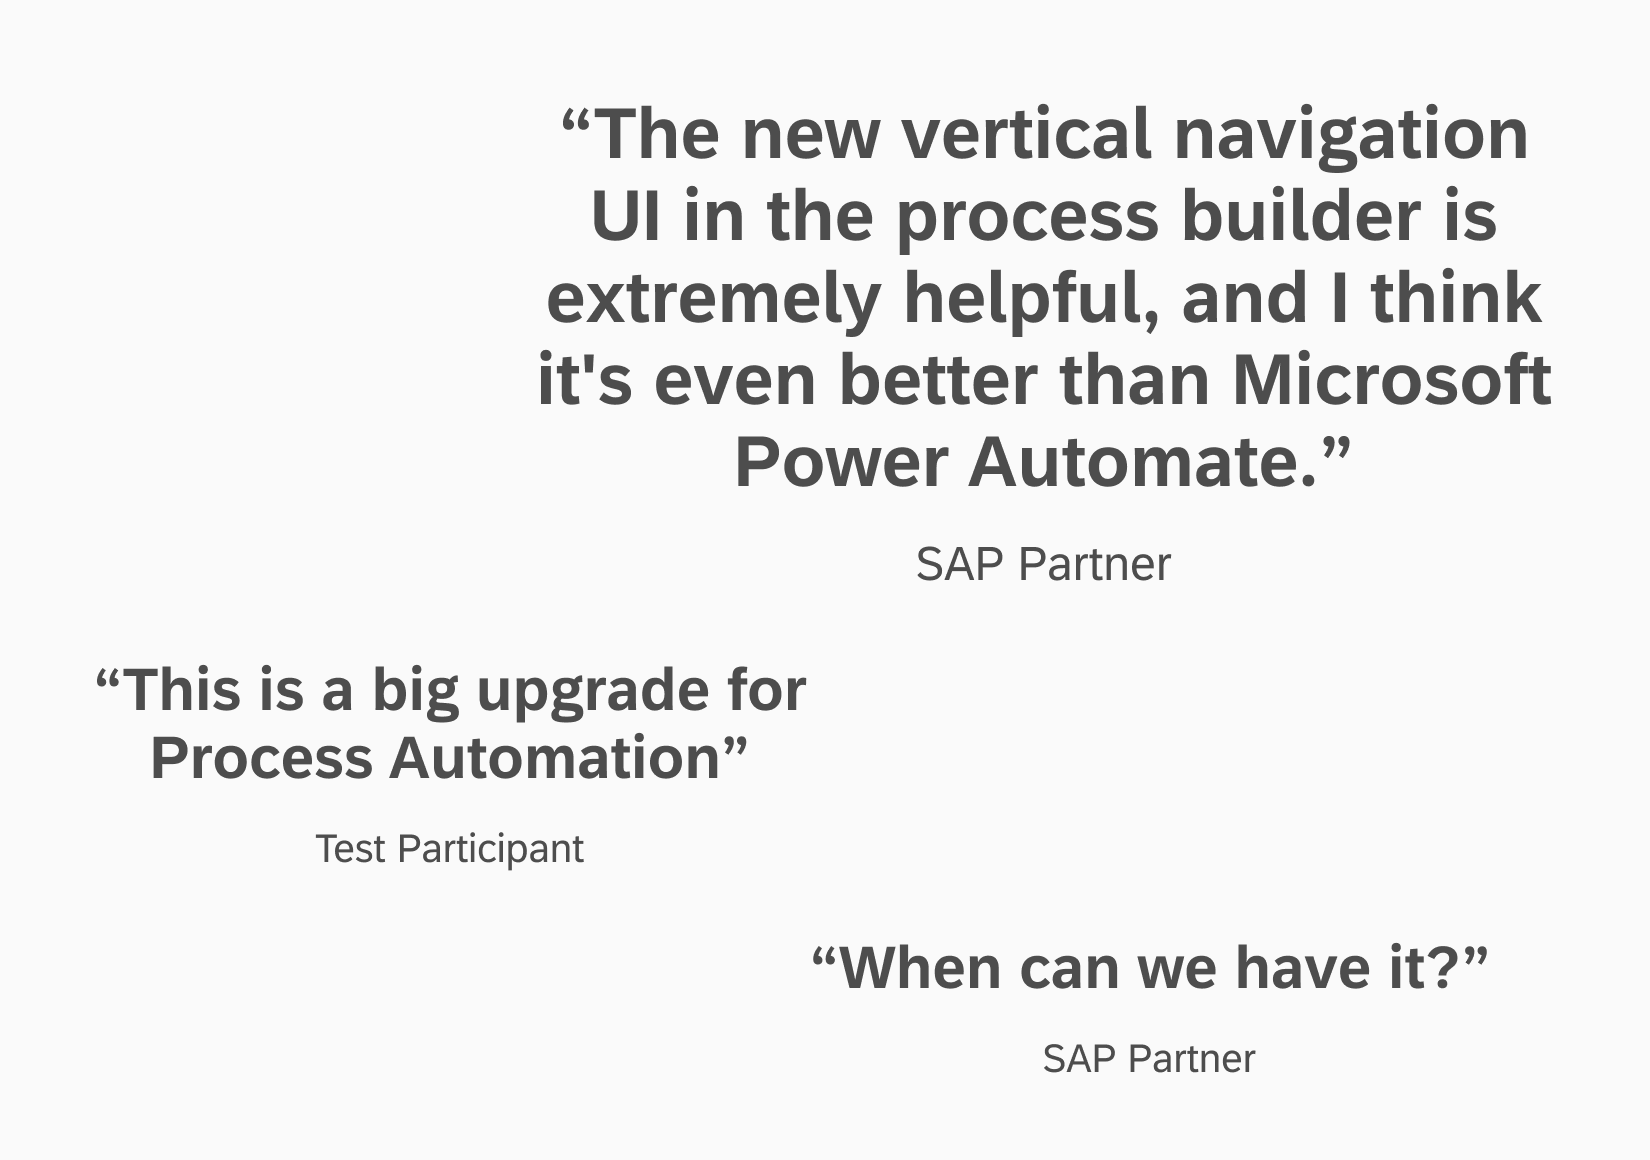 “The new vertical navigation
UI in the process builder is
extremely helpful, and I think
it's even better than Microsoft
Power Automate.”
SAP Partner
“This is a big upgrade for
Process Automation”
Test Participant
“When can we have it?”
SAP Partner